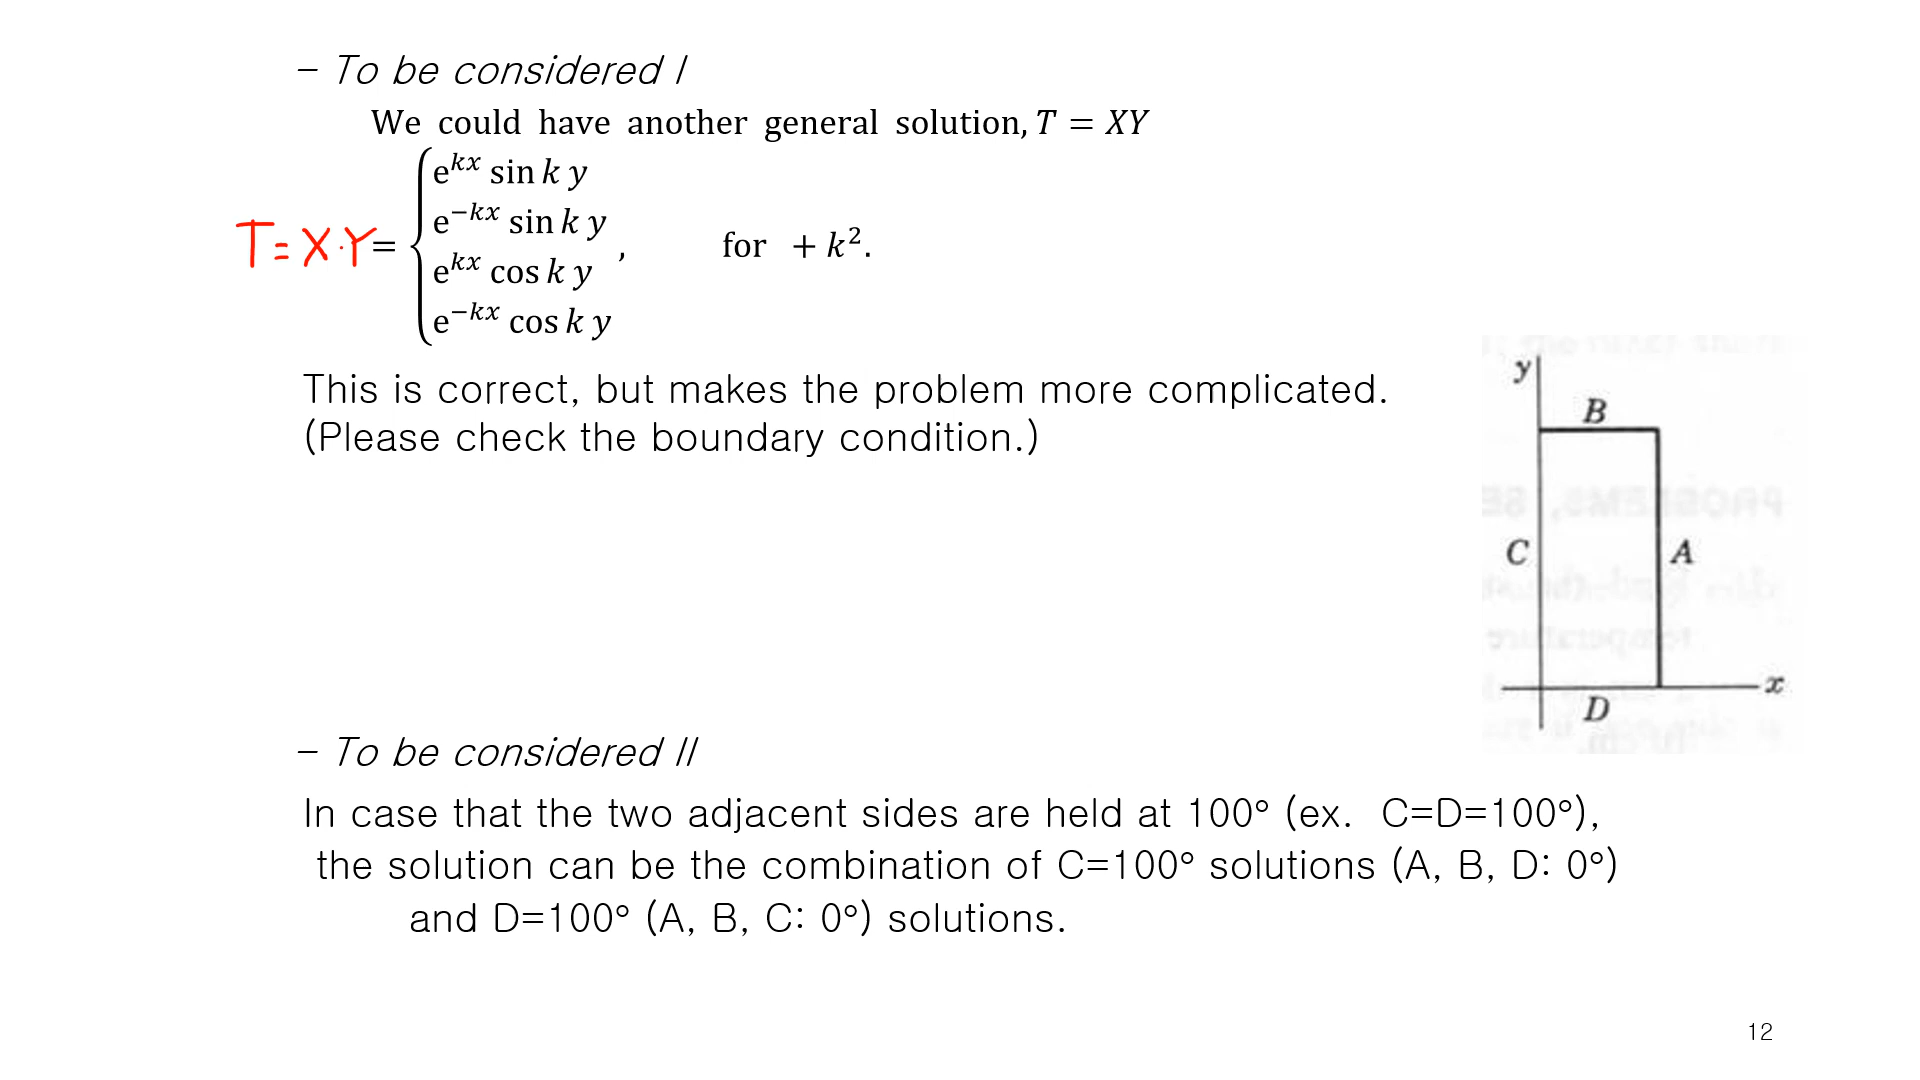 - To be considered I
We could have another general solution, T = XY
T=X·Y= { e^{kx} sin k y
e^{-kx} sin k y
e^{kx} cos k y
e^{-kx} cos k y , for + k².
This is correct, but makes the problem more complicated.
(Please check the boundary condition.)
y
B
C
A
x
D
- To be considered II
In case that the two adjacent sides are held at 100° (ex. C=D=100°),
the solution can be the combination of C=100° solutions (A, B, D: 0°)
and D=100° (A, B, C: 0°) solutions.
12